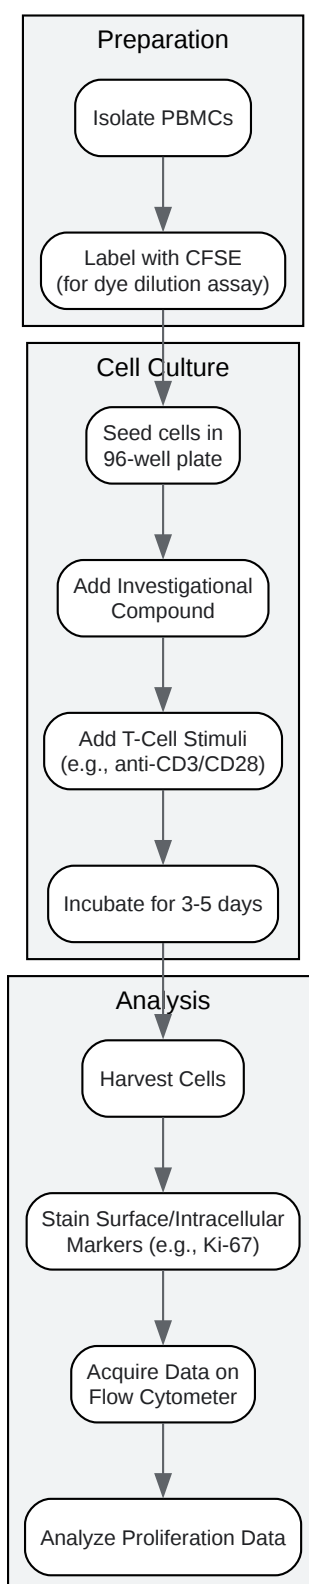 Preparation
Isolate PBMCs
Label with CFSE
(for dye dilution assay)
Cell Culture
Seed cells in
96-well plate
Add Investigational
Compound
Add T-Cell Stimuli
(e.g., anti-CD3/CD28)
Incubate for 3-5 days
Analysis
Harvest Cells
Stain Surface/Intracellular
Markers (e.g., Ki-67)
Acquire Data on
Flow Cytometer
Analyze Proliferation Data